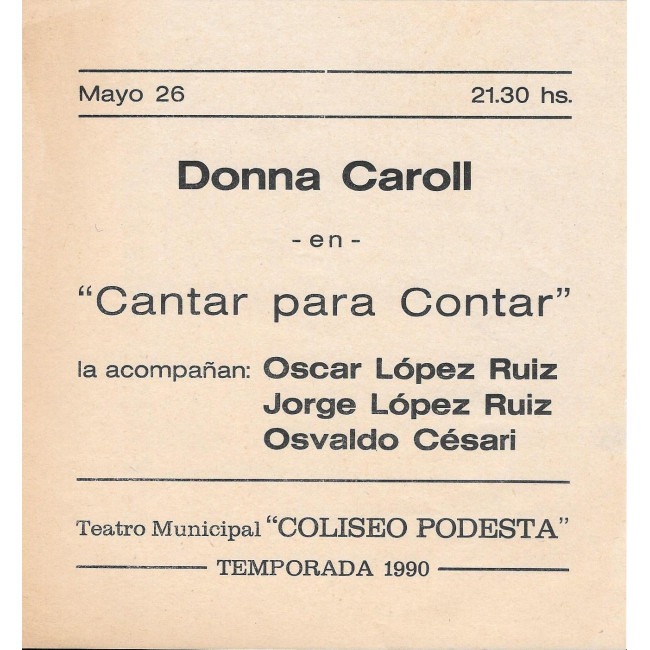 Mayo 26 21.30 hs.
Donna Caroll
- en -
“Cantar para Contar”
la acompañan: Oscar López Ruiz
Jorge López Ruiz
Osvaldo Césari
Teatro Municipal “COLISEO PODESTA”
TEMPORADA 1990